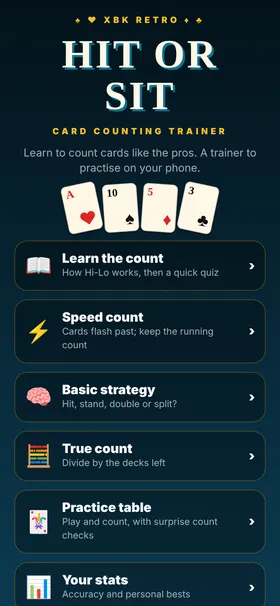 ♠ ♥ XBK RETRO ♦ ♣
HIT OR
SIT
CARD COUNTING TRAINER
Learn to count cards like the pros. A trainer to
practise on your phone.
A 10 5 3
Learn the count
How Hi-Lo works, then a quick quiz
Speed count
Cards flash past; keep the running
count
Basic strategy
Hit, stand, double or split?
True count
Divide by the decks left
Practice table
Play and count, with surprise count
checks
Your stats
Accuracy and personal bests